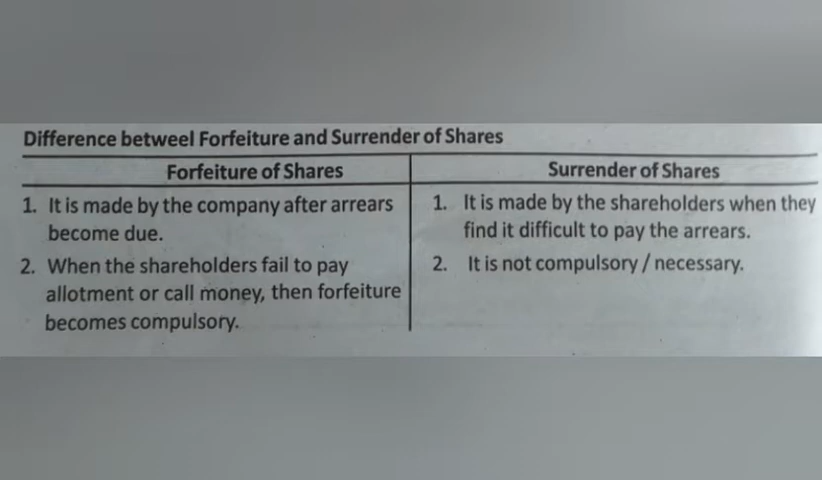 Difference betweel Forfeiture and Surrender of Shares
Forfeiture of Shares
1. It is made by the company after arrears
become due.
2. When the shareholders fail to pay
allotment or call money, then forfeiture
becomes compulsory.
Surrender of Shares
1. It is made by the shareholders when they
find it difficult to pay the arrears.
2. It is not compulsory / necessary.